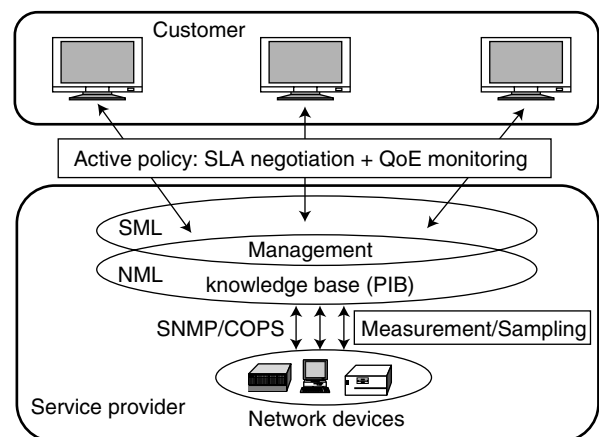 Customer
Active policy: SLA negotiation + QoE monitoring
SML
Management
NML
knowledge base (PIB)
SNMP/COPS
Measurement/Sampling
Service provider
Network devices